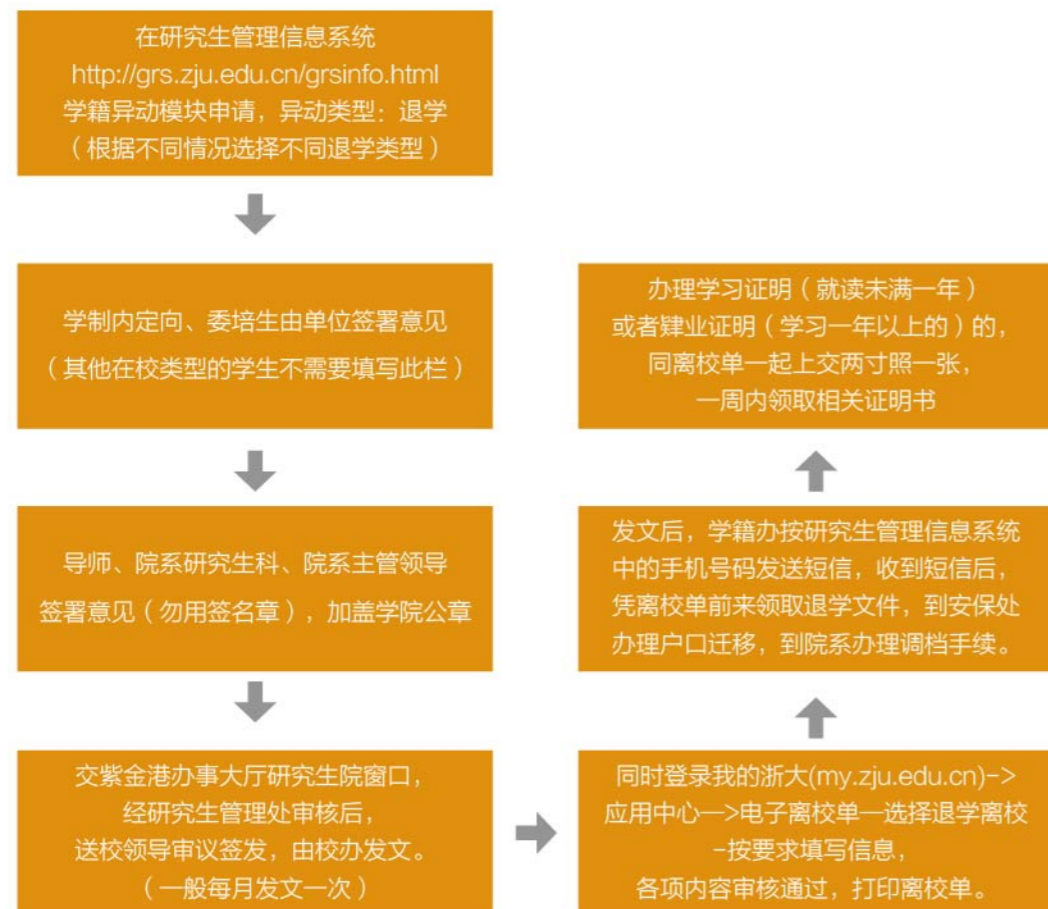 在研究生管理信息系统
http://grs.zju.edu.cn/grsinfo.html
学籍异动模块申请，异动类型：退学
（根据不同情况选择不同退学类型）
学制内定向、委培生由单位签署意见
（其他在校类型的学生不需要填写此栏）
导师、院系研究生科、院系主管领导
签署意见（勿用签名章），加盖学院公章
交紫金港办事大厅研究生院窗口，
经研究生管理处审核后，
送校领导审议签发，由校办发文。
（一般每月发文一次）
同时登录我的浙大(my.zju.edu.cn)->
应用中心—>电子离校单—选择退学离校
-按要求填写信息，
各项内容审核通过，打印离校单。
发文后，学籍办按研究生管理信息系统
中的手机号码发送短信，收到短信后，
凭离校单前来领取退学文件，到安保处
办理户口迁移，到院系办理调档手续。
办理学习证明（就读未满一年）
或者肄业证明（学习一年以上的）的，
同离校单一起上交两寸照一张，
一周内领取相关证明书